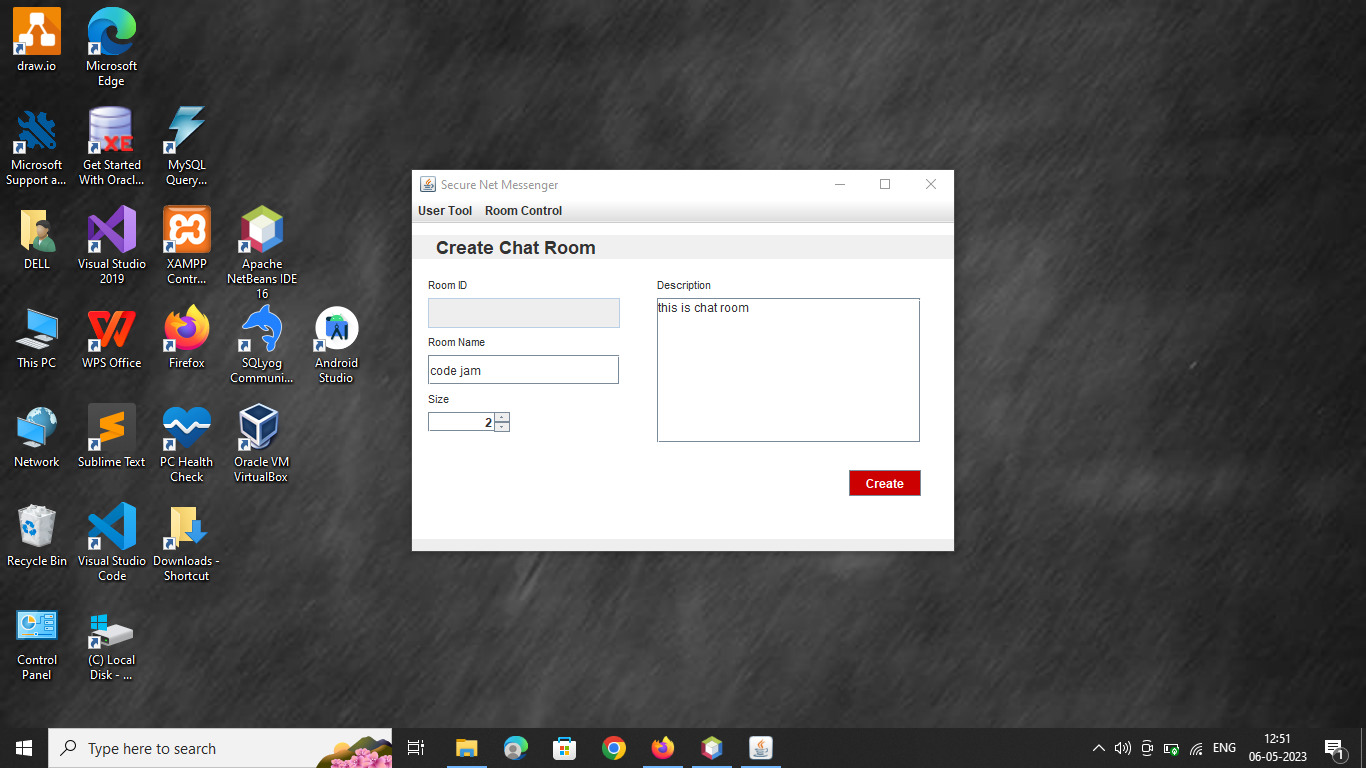 draw.io
Microsoft
Edge
Microsoft
Support a...
Get Started
With Oracl...
XE
MySQL
Query...
DELL
Visual Studio
2019
XAMPP
Contr...
Apache
NetBeans IDE
16
This PC
WPS Office
Firefox
SQLyog
Communi...
Android
Studio
Network
Sublime Text
PC Health
Check
Oracle VM
VirtualBox
Recycle Bin
Visual Studio
Code
Downloads -
Shortcut
Control
Panel
(C) Local
Disk - ...
Secure Net Messenger
User Tool Room Control
Create Chat Room
Room ID
Room Name
code jam
Size
2
Description
this is chat room
Create
Type here to search
ENG
12:51
06-05-2023
1